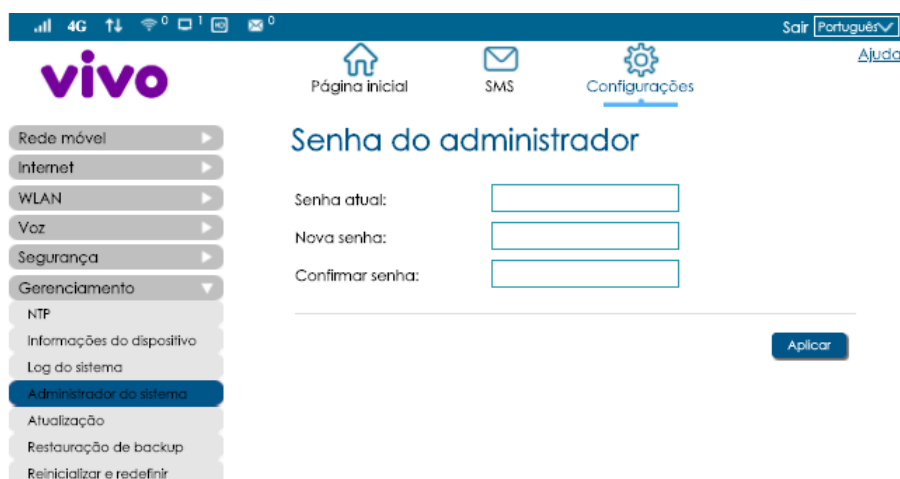 4G 0 1 HD 0 Sair Português
vivo
Página inicial SMS Configurações Ajuda
Rede móvel
Internet
WLAN
Voz
Segurança
Gerenciamento
NTP
Informações do dispositivo
Log do sistema
Administrador do sistema
Atualização
Restauração de backup
Reinicializar e redefinir
Senha do administrador
Senha atual:
Nova senha:
Confirmar senha:
Aplicar